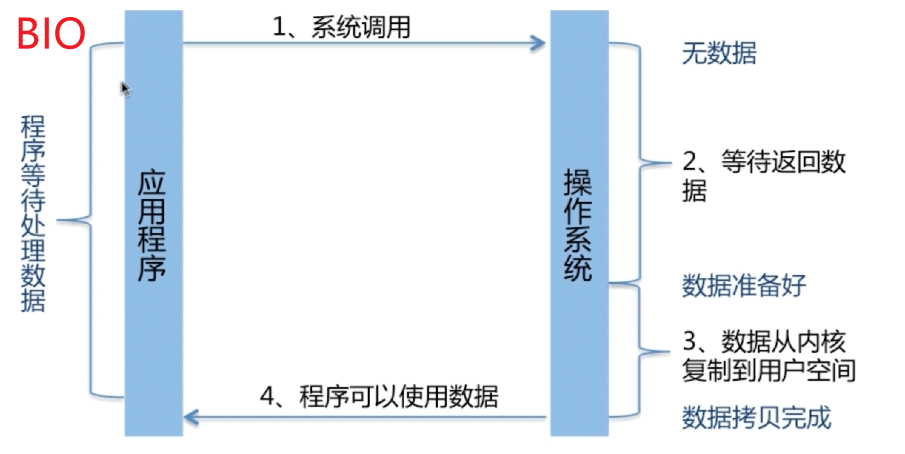 BIO
1、系统调用
无数据
程序等待处理数据
应用程序
操作系统
2、等待返回数
据
数据准备好
3、数据从内核
复制到用户空间
4、程序可以使用数据
数据拷贝完成